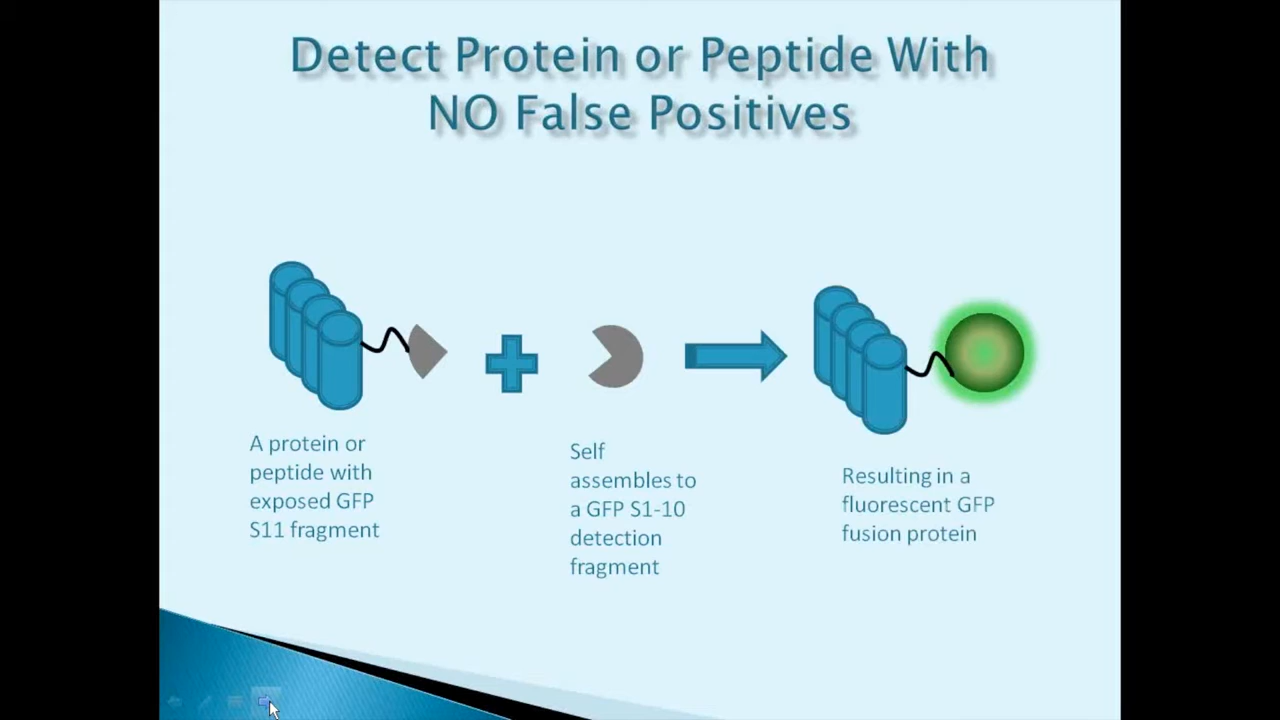 Detect Protein or Peptide With
NO False Positives
A protein or
peptide with
exposed GFP
S11 fragment
Self
assembles to
a GFP S1-10
detection
fragment
Resulting in a
fluorescent GFP
fusion protein